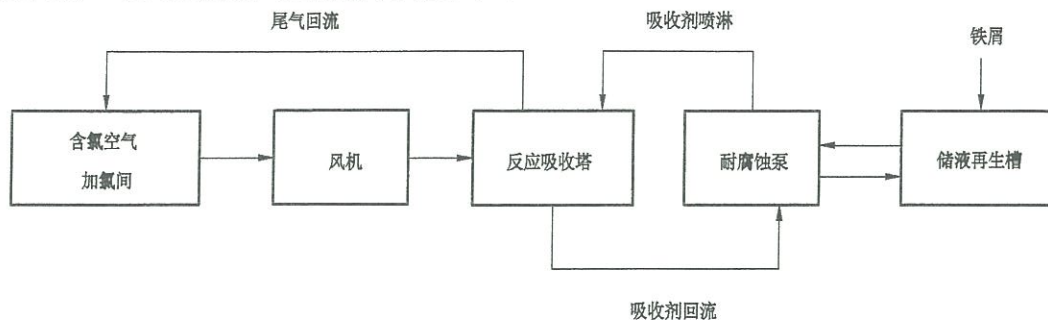 尾气回流
吸收剂喷淋
铁屑
含氯空气
加氯间
风机
反应吸收塔
耐腐蚀泵
储液再生槽
吸收剂回流